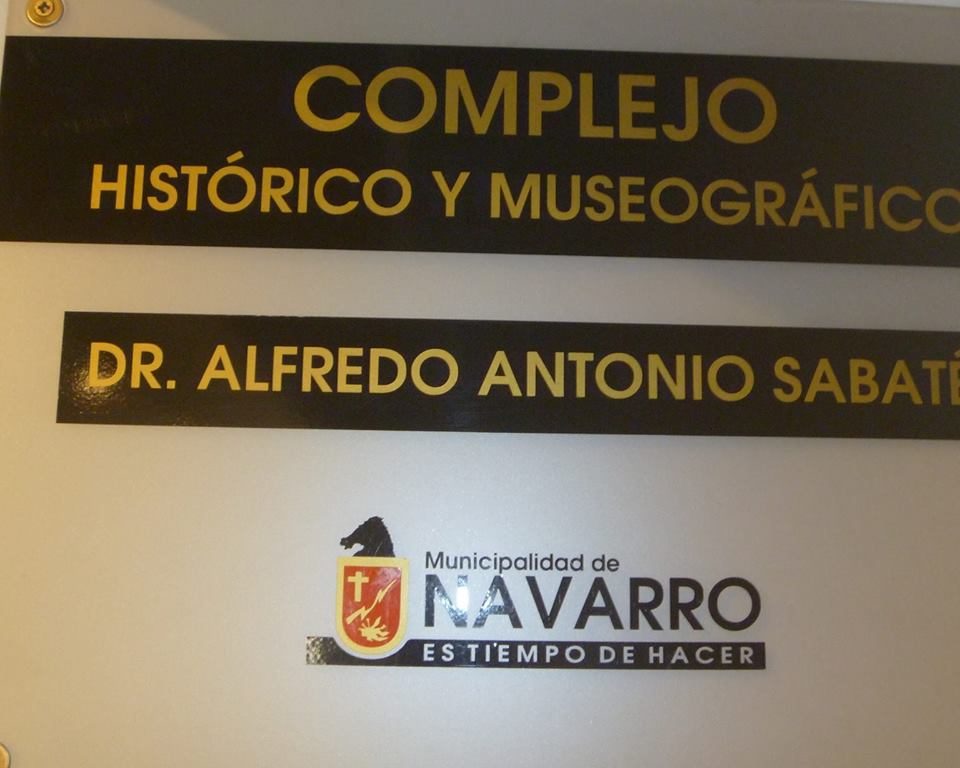 COMPLEJO
HISTÓRICO Y MUSEOGRÁFICO
DR. ALFREDO ANTONIO SABATÉ
Municipalidad de
NAVARRO
ES TIEMPO DE HACER